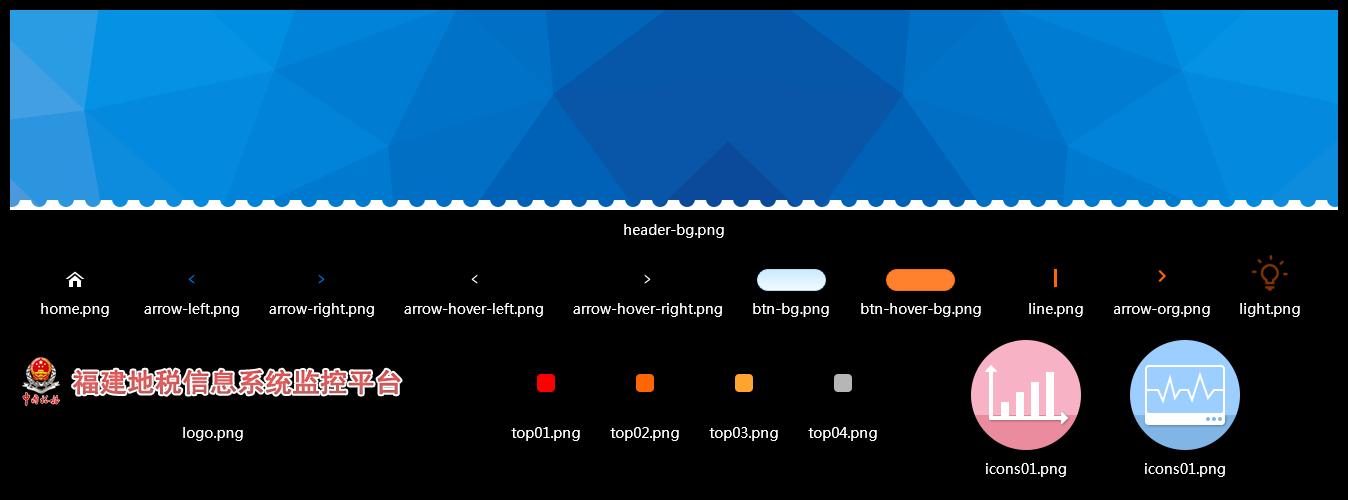 header-bg.png
home.png arrow-left.png arrow-right.png arrow-hover-left.png arrow-hover-right.png btn-bg.png btn-hover-bg.png line.png arrow-org.png light.png
中国税务 福建地税信息系统监控平台
logo.png top01.png top02.png top03.png top04.png
icons01.png icons01.png